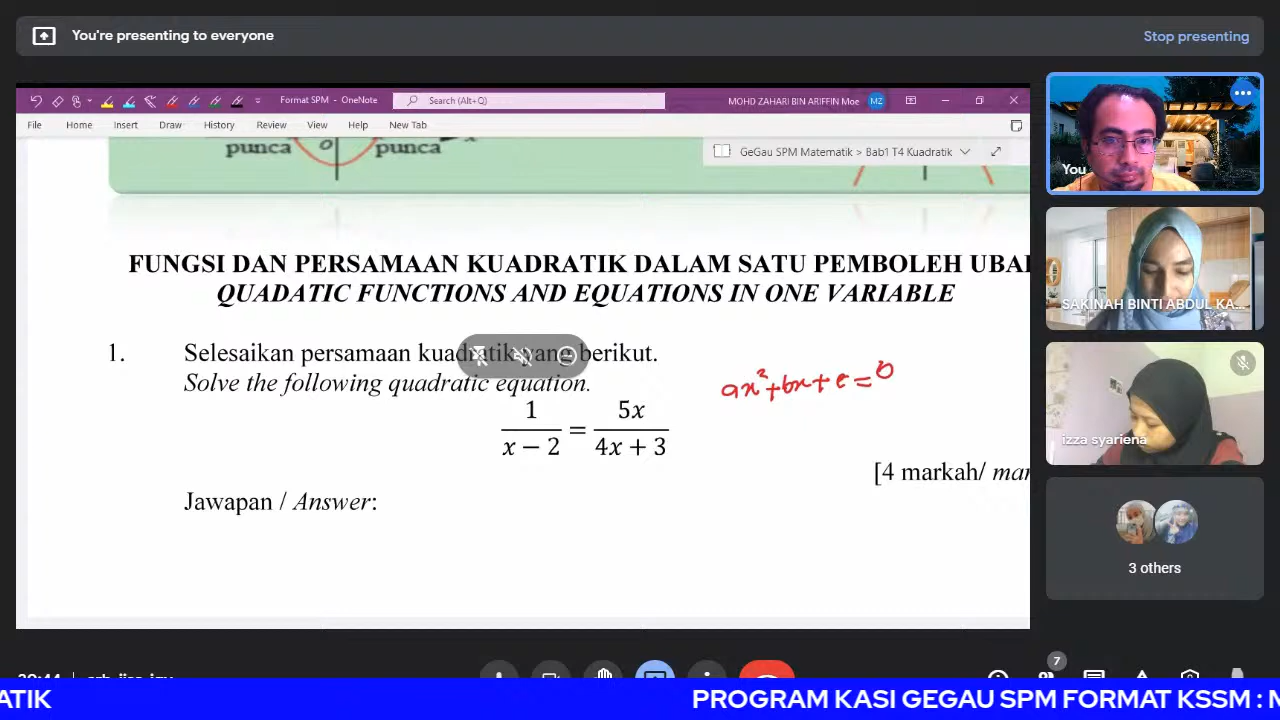 You're presenting to everyone
Stop presenting
Format SPM - OneNote
Search (Alt+Q)
MOHD ZAHARI BIN ARIFFIN Moe
MZ
File Home Insert Draw History Review View Help New Tab
punca
O
punca
x
GeGau SPM Matematik > Bab1 T4 Kuadratik
You
FUNGSI DAN PERSAMAAN KUADRATIK DALAM SATU PEMBOLEH UBAH
QUADATIC FUNCTIONS AND EQUATIONS IN ONE VARIABLE
SAKINAH BINTI ABDUL KA...
1. Selesaikan persamaan kuadratik yang berikut.
Solve the following quadratic equation.
ax²+bx+c=0
1/(x − 2) = 5x/(4x + 3)
izza syariena
[4 markah/ mar
Jawapan / Answer:
3 others
7
ATIK
PROGRAM KASI GEGAU SPM FORMAT KSSM : M